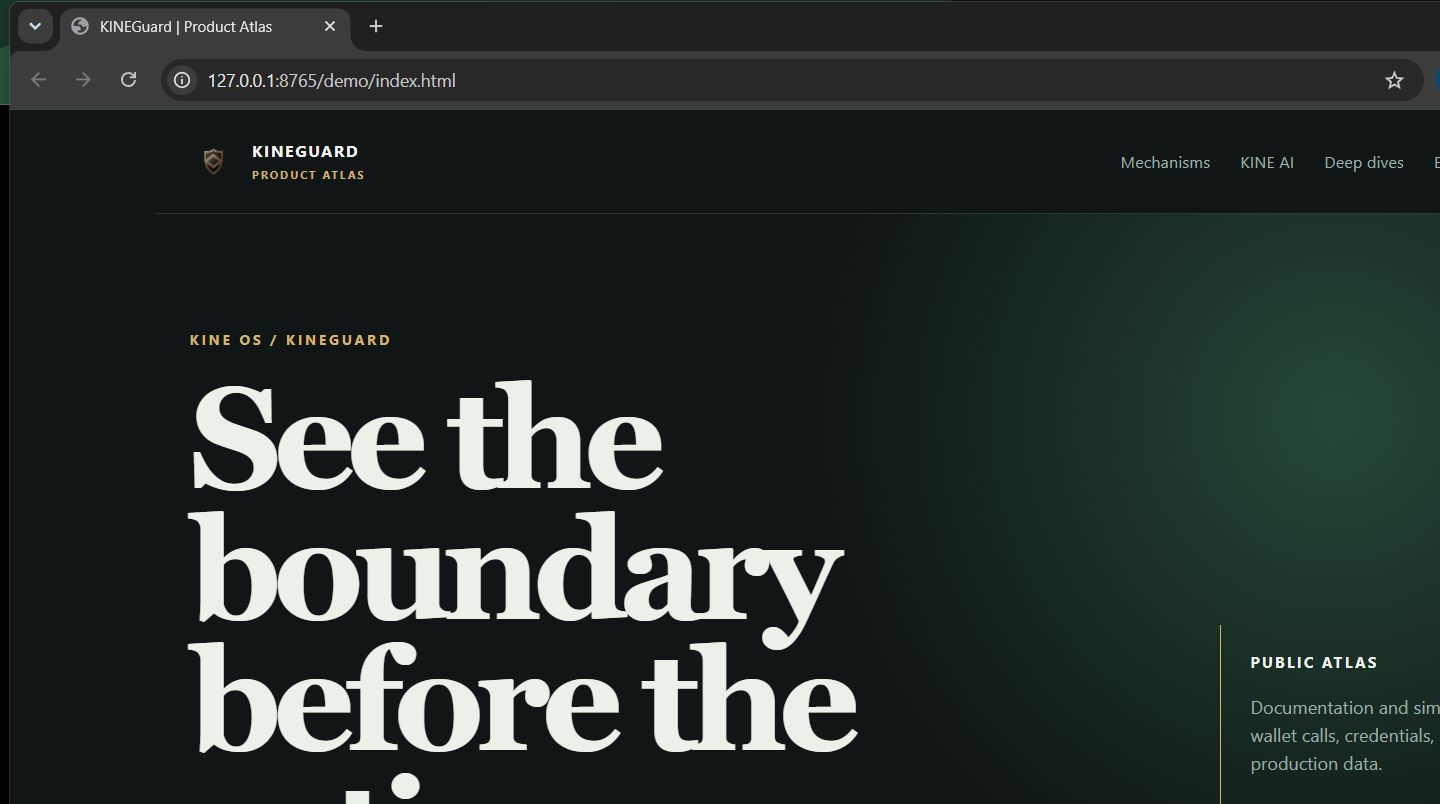 KINEGuard | Product Atlas
127.0.0.1:8765/demo/index.html
KINEGUARD
PRODUCT ATLAS
Mechanisms KINE AI Deep dives
KINE OS / KINEGUARD
See the
boundary
before the
PUBLIC ATLAS
Documentation and sim
wallet calls, credentials,
production data.